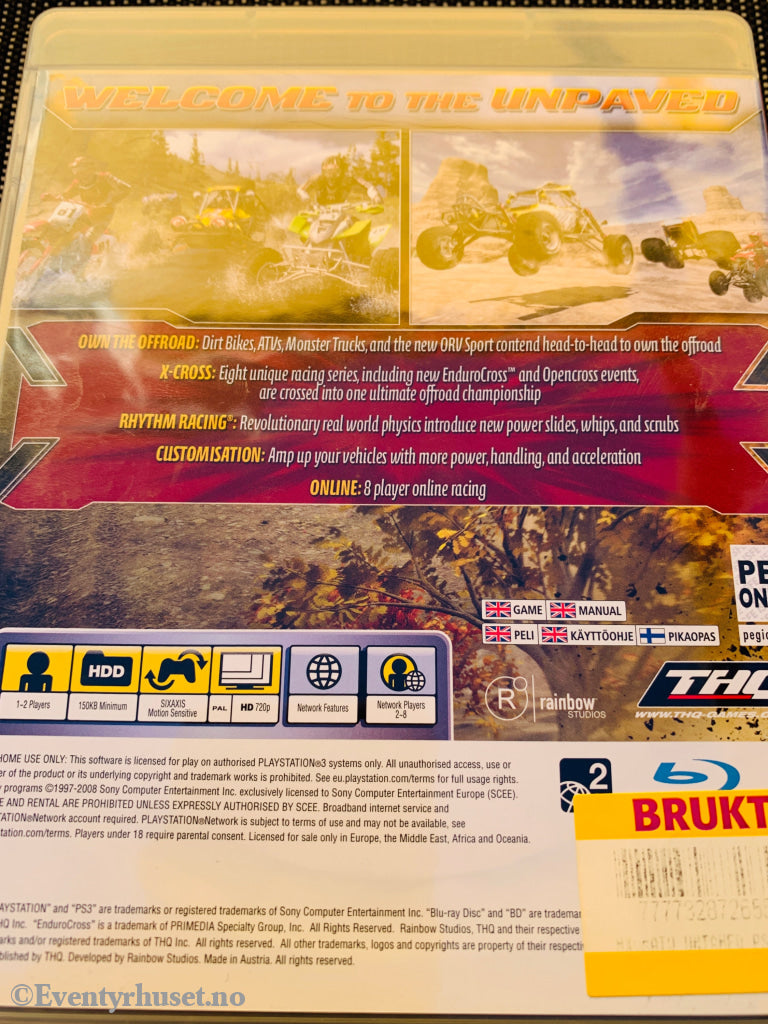 WELCOME TO THE UNPAVED
61
OWN THE OFFROAD: Dirt Bikes, ATVs, Monster Trucks, and the new ORV Sport contend head-to-head to own the offroad
X-CROSS: Eight unique racing series, including new EnduroCross™ and Opencross events,
are crossed into one ultimate offroad championship
RHYTHM RACING®: Revolutionary real world physics introduce new power slides, whips, and scrubs
CUSTOMISATION: Amp up your vehicles with more power, handling, and acceleration
ONLINE: 8 player online racing
PE
ON
pegi
GAME MANUAL
PELI KÄYTTÖOHJE PIKAOPAS
HDD
1-2 Players
150KB Minimum
SIXAXIS
Motion Sensitive
PAL HD 720p
Network Features
Network Players
2-8
R rainbow
STUDIOS
THQ
WWW.THQ-GAMES.C
HOME USE ONLY: This software is licensed for play on authorised PLAYSTATION®3 systems only. All unauthorised access, use or
er of the product or its underlying copyright and trademark works is prohibited. See eu.playstation.com/terms for full usage rights.
y programs ©1997-2008 Sony Computer Entertainment Inc. exclusively licensed to Sony Computer Entertainment Europe (SCEE).
E AND RENTAL ARE PROHIBITED UNLESS EXPRESSLY AUTHORISED BY SCEE. Broadband internet service and
TATION®Network account required. PLAYSTATION®Network is subject to terms of use and may not be available, see
station.com/terms. Players under 18 require parental consent. Licensed for sale only in Europe, the Middle East, Africa and Oceania.
2
BRUKT
AYSTATION" and "PS3" are trademarks or registered trademarks of Sony Computer Entertainment Inc. "Blu-ray Disc" and "BD" are tradema
HQ Inc. "EnduroCross" is a trademark of PRIMEDIA Specialty Group, Inc. All Rights Reserved. Rainbow Studios, THQ and their respective
arks and/or registered trademarks of THQ Inc. All rights reserved. All other trademarks, logos and copyrights are property of their respecti
blished by THQ. Developed by Rainbow Studios. Made in Austria. All rights reserved.
©Eventyrhuset.no